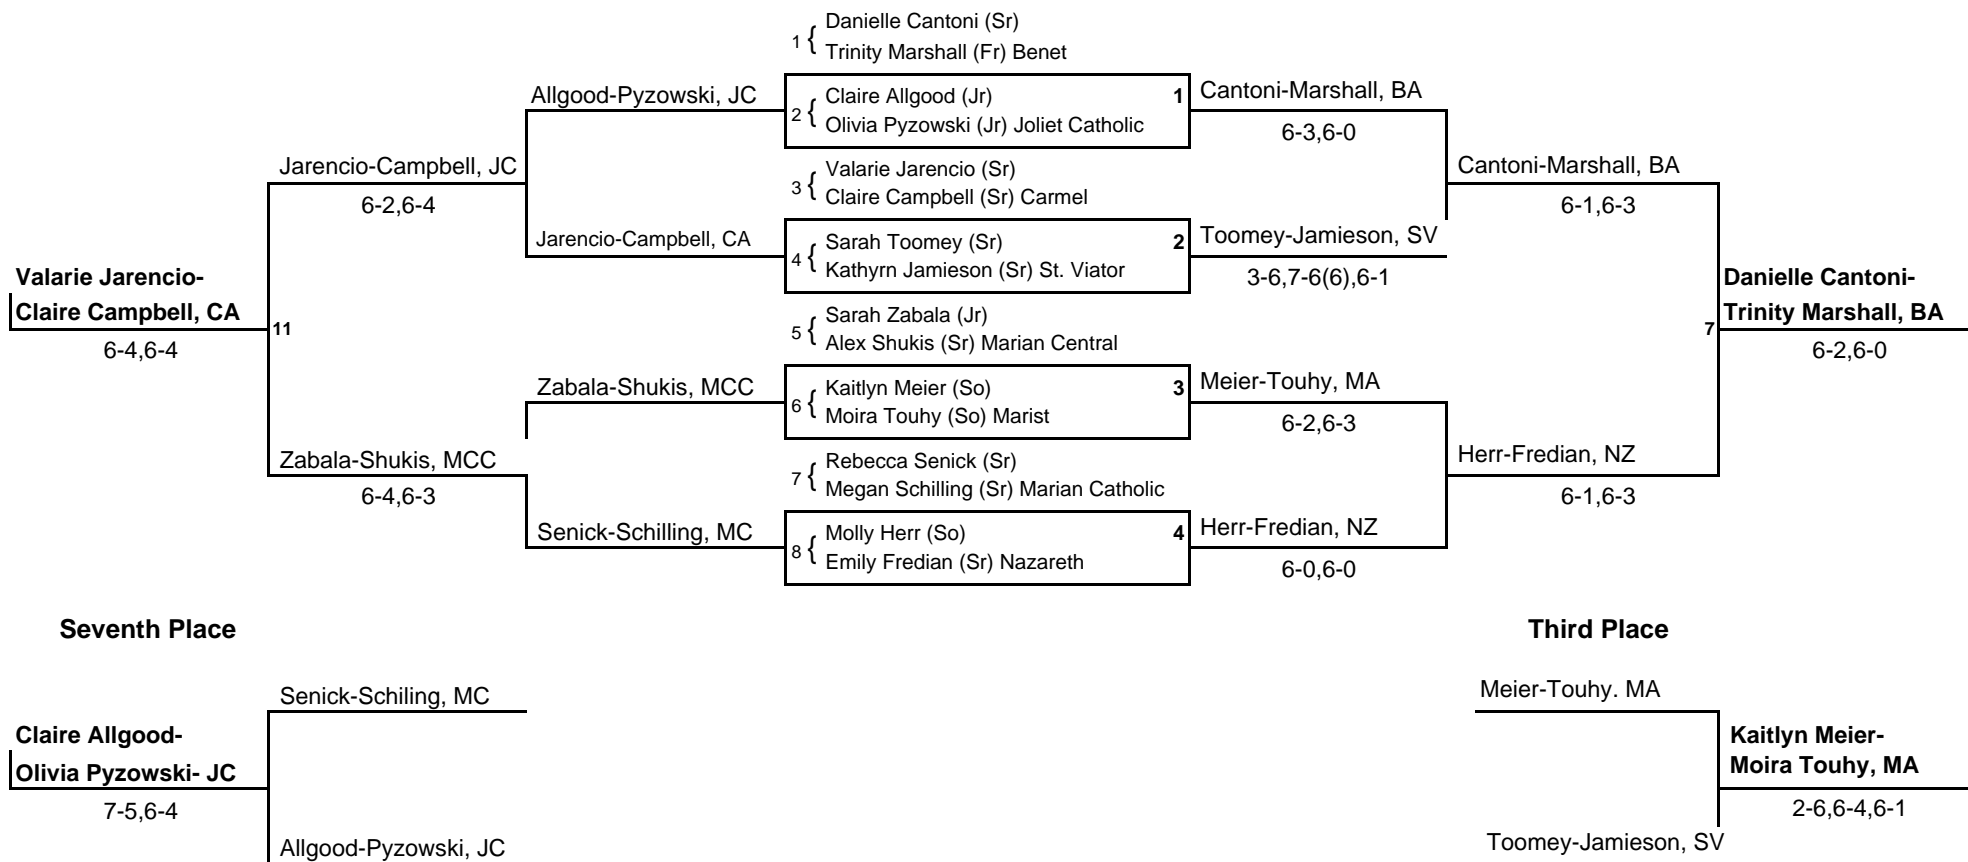 Danielle Cantoni (Sr)
1 {
Trinity Marshall (Fr) Benet
Allgood-Pyzowski, JC
Claire Allgood (Jr)
1
Cantoni-Marshall, BA
2 {
Olivia Pyzowski (Jr) Joliet Catholic
6-3,6-0
Jarencio-Campbell, JC
Valarie Jarencio (Sr)
Cantoni-Marshall, BA
3 {
Claire Campbell (Sr) Carmel
6-2,6-4
6-1,6-3
Jarencio-Campbell, CA
Sarah Toomey (Sr)
2
Toomey-Jamieson, SV
4 {
Kathyrn Jamieson (Sr) St. Viator
3-6,7-6(6),6-1
Valarie Jarencio-
Danielle Cantoni-
Claire Campbell, CA
Sarah Zabala (Jr)
Trinity Marshall, BA
11
5 {
7
Alex Shukis (Sr) Marian Central
6-4,6-4
6-2,6-0
Zabala-Shukis, MCC
Kaitlyn Meier (So)
3
Meier-Touhy, MA
6 {
Moira Touhy (So) Marist
6-2,6-3
Zabala-Shukis, MCC
Rebecca Senick (Sr)
Herr-Fredian, NZ
7 {
Megan Schilling (Sr) Marian Catholic
6-4,6-3
6-1,6-3
Senick-Schilling, MC
Molly Herr (So)
4
Herr-Fredian, NZ
8 {
Emily Fredian (Sr) Nazareth
6-0,6-0
Seventh Place
Third Place
Senick-Schiling, MC
Meier-Touhy. MA
Claire Allgood-
Kaitlyn Meier-
Olivia Pyzowski- JC
Moira Touhy, MA
7-5,6-4
2-6,6-4,6-1
Allgood-Pyzowski, JC
Toomey-Jamieson, SV